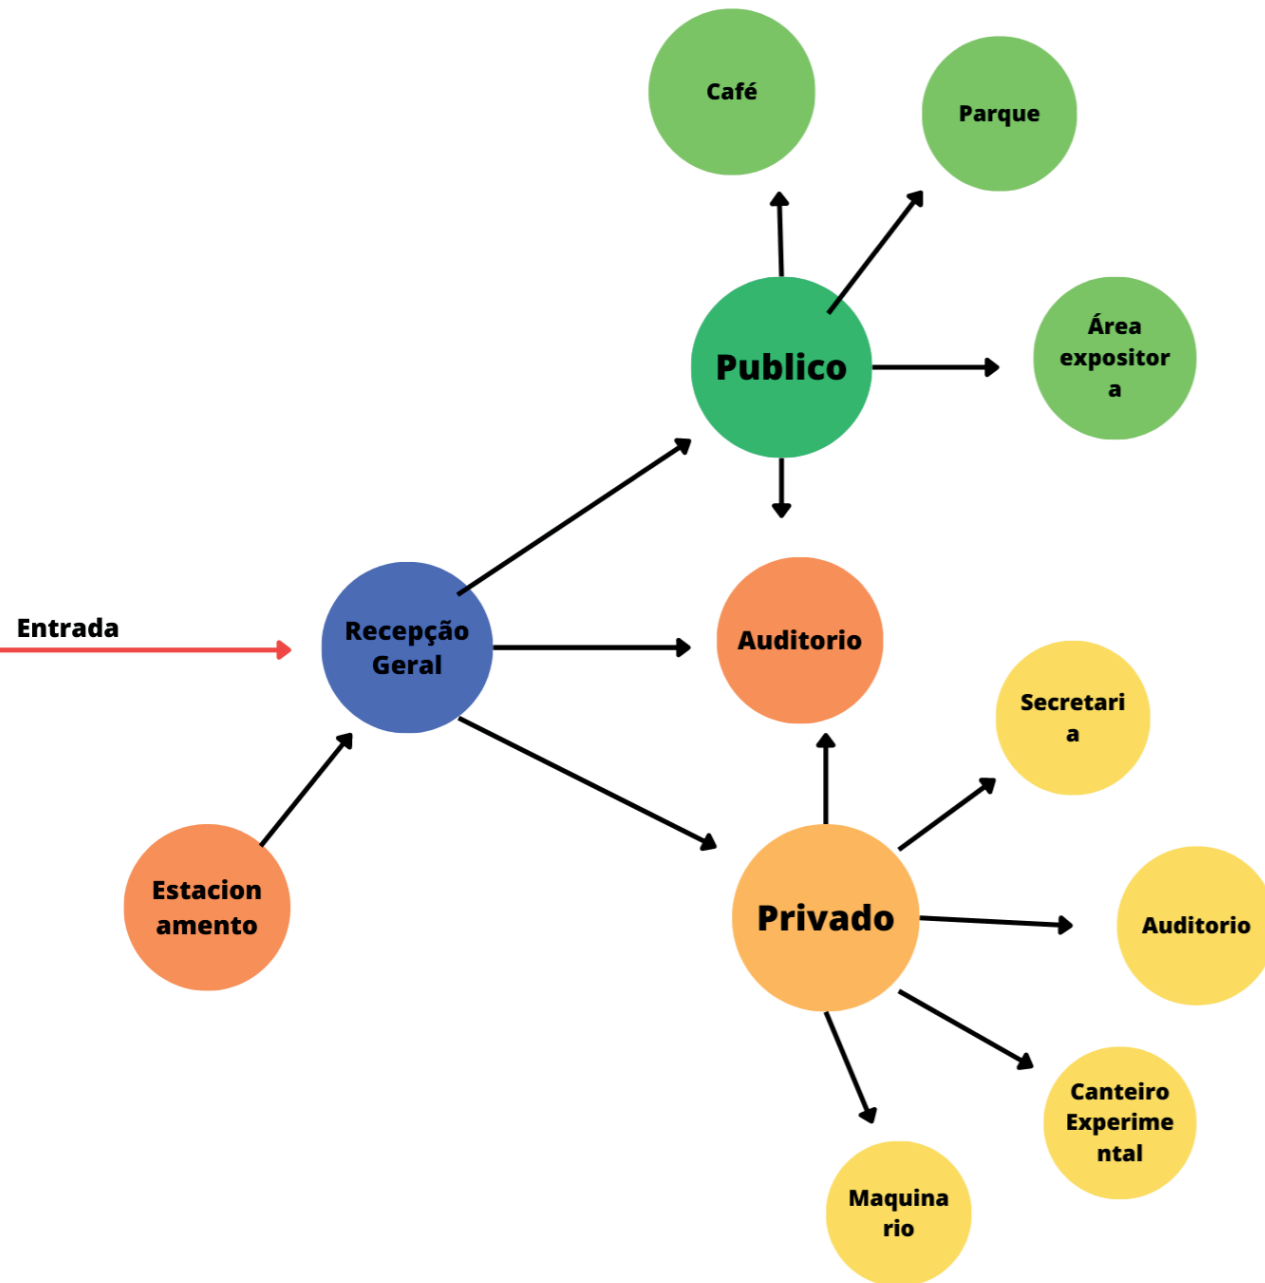 Café
Parque
Área
expositor
a
Publico
Entrada
Recepção
Geral
Auditorio
Secretari
a
Estacion
amento
Privado
Auditorio
Canteiro
Experime
ntal
Maquina
rio